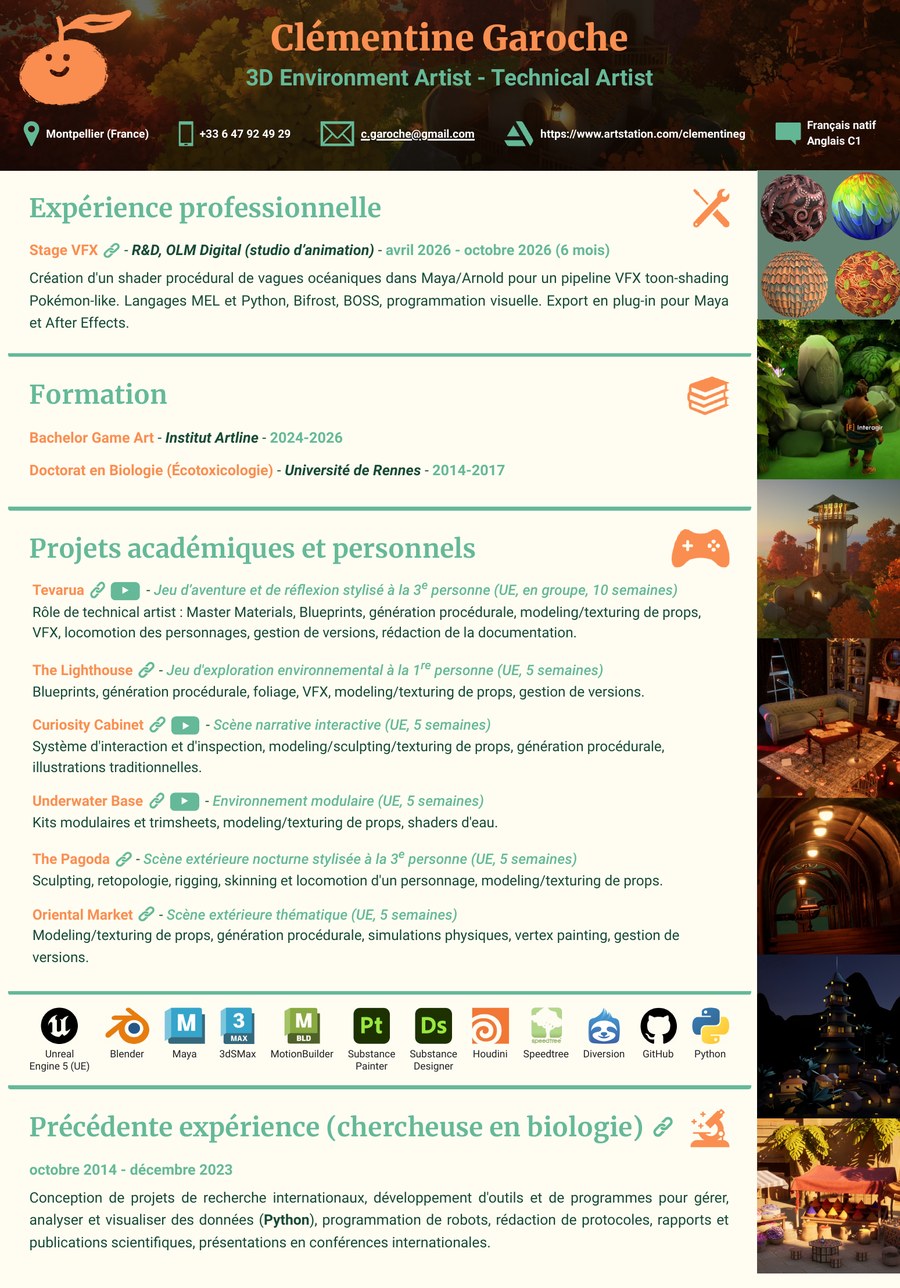 Clémentine Garoche
3D Environment Artist - Technical Artist
Montpellier (France)
+33 6 47 92 49 29
c.garoche@gmail.com
https://www.artstation.com/clementineg
Français natif
Anglais C1
Expérience professionnelle
Stage VFX - R&D, OLM Digital (studio d'animation) - avril 2026 - octobre 2026 (6 mois)
Création d'un shader procédural de vagues océaniques dans Maya/Arnold pour un pipeline VFX toon-shading
Pokémon-like. Langages MEL et Python, Bifrost, BOSS, programmation visuelle. Export en plug-in pour Maya
et After Effects.
Formation
Bachelor Game Art - Institut Artline - 2024-2026
Doctorat en Biologie (Écotoxicologie) - Université de Rennes - 2014-2017
Projets académiques et personnels
Tevarua - Jeu d'aventure et de réflexion stylisé à la 3e personne (UE, en groupe, 10 semaines)
Rôle de technical artist : Master Materials, Blueprints, génération procédurale, modeling/texturing de props,
VFX, locomotion des personnages, gestion de versions, rédaction de la documentation.
The Lighthouse - Jeu d'exploration environnemental à la 1re personne (UE, 5 semaines)
Blueprints, génération procédurale, foliage, VFX, modeling/texturing de props, gestion de versions.
Curiosity Cabinet - Scène narrative interactive (UE, 5 semaines)
Système d'interaction et d'inspection, modeling/sculpting/texturing de props, génération procédurale,
illustrations traditionnelles.
Underwater Base - Environnement modulaire (UE, 5 semaines)
Kits modulaires et trimsheets, modeling/texturing de props, shaders d'eau.
The Pagoda - Scène extérieure nocturne stylisée à la 3e personne (UE, 5 semaines)
Sculpting, retopologie, rigging, skinning et locomotion d'un personnage, modeling/texturing de props.
Oriental Market - Scène extérieure thématique (UE, 5 semaines)
Modeling/texturing de props, génération procédurale, simulations physiques, vertex painting, gestion de
versions.
M
3
MAX
M
BLD
Pt
Ds
speedtree
Unreal
Engine 5 (UE)
Blender
Maya
3dSMax
MotionBuilder
Substance
Painter
Substance
Designer
Houdini
Speedtree
Diversion
GitHub
Python
Précédente expérience (chercheuse en biologie)
octobre 2014 - décembre 2023
Conception de projets de recherche internationaux, développement d'outils et de programmes pour gérer,
analyser et visualiser des données (Python), programmation de robots, rédaction de protocoles, rapports et
publications scientifiques, présentations en conférences internationales.
[F] Interagir